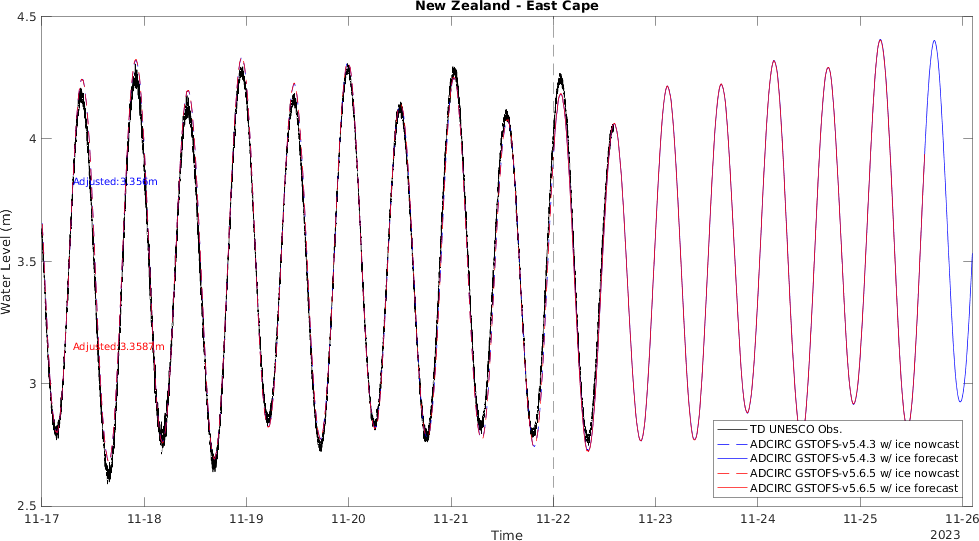 New Zealand - East Cape
4.5
4
3.5
3
2.5
Water Level (m)
Adjusted:3.356m
Adjusted:3.3587m
TD UNESCO Obs.
ADCIRC GSTOFS-v5.4.3 w/ ice nowcast
ADCIRC GSTOFS-v5.4.3 w/ ice forecast
ADCIRC GSTOFS-v5.6.5 w/ ice nowcast
ADCIRC GSTOFS-v5.6.5 w/ ice forecast
11-17 11-18 11-19 11-20 11-21 11-22 11-23 11-24 11-25 11-26
Time
2023